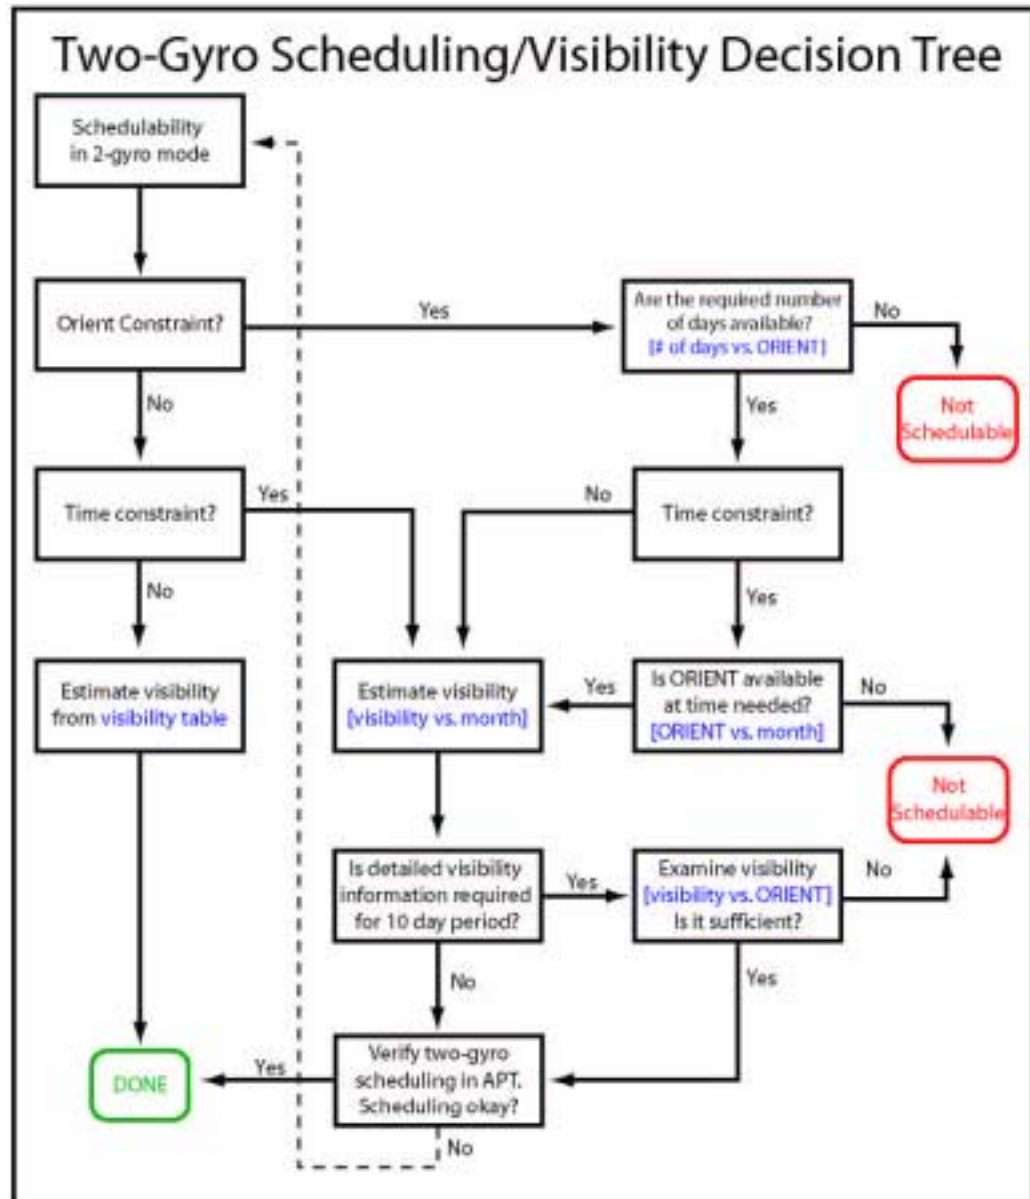 Two-Gyro Scheduling/Visibility Decision Tree
Schedulability
in 2-gyro mode
Orient Constraint?
Yes
Are the required number
of days available?
[# of days vs. ORIENT]
No
Not
Schedulable
No
Yes
Time constraint?
Yes
No
Time constraint?
No
Yes
Estimate visibility
from visibility table
Estimate visibility
[visibility vs. month]
Yes
Is ORIENT available
at time needed?
[ORIENT vs. month]
No
Not
Schedulable
Is detailed visibility
information required
for 10 day period?
Yes
Examine visibility
[visibility vs. ORIENT]
Is it sufficient?
No
No
Yes
DONE
Yes
Verify two-gyro
scheduling in APT.
Scheduling okay?
No